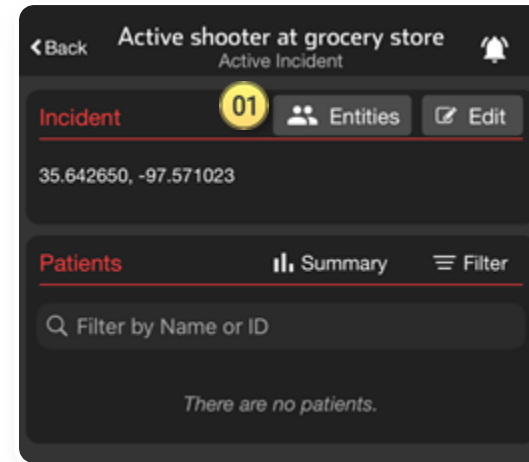 Back Active shooter at grocery store
Active Incident
Incident 01 Entities Edit
35.642650, -97.571023
Patients Summary Filter
Filter by Name or ID
There are no patients.